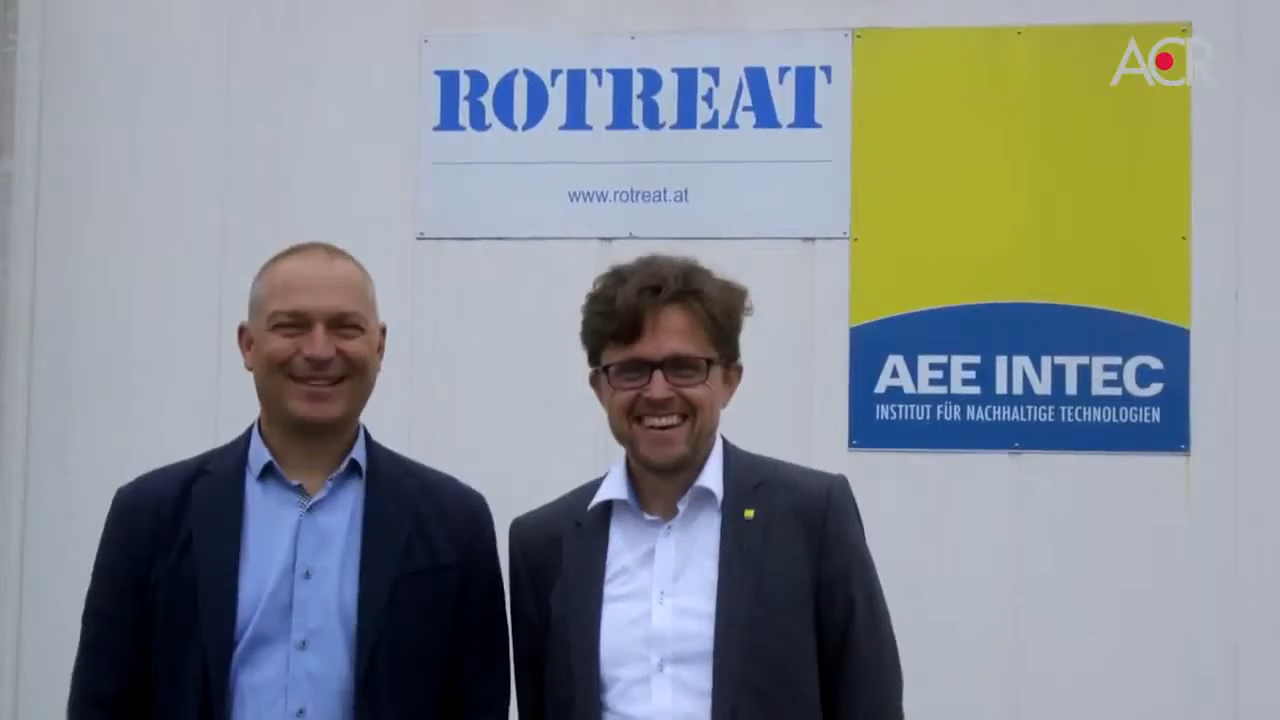 ACR
ROTREAT
www.rotreat.at
AEE INTEC
INSTITUT FÜR NACHHALTIGE TECHNOLOGIEN